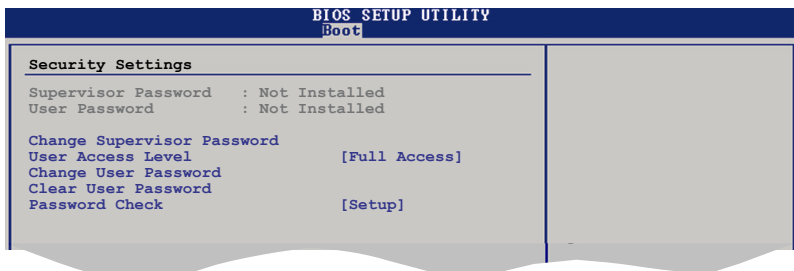 BIOS SETUP UTILITY
Boot
Security Settings
Supervisor Password : Not Installed
User Password : Not Installed
Change Supervisor Password
User Access Level [Full Access]
Change User Password
Clear User Password
Password Check [Setup]